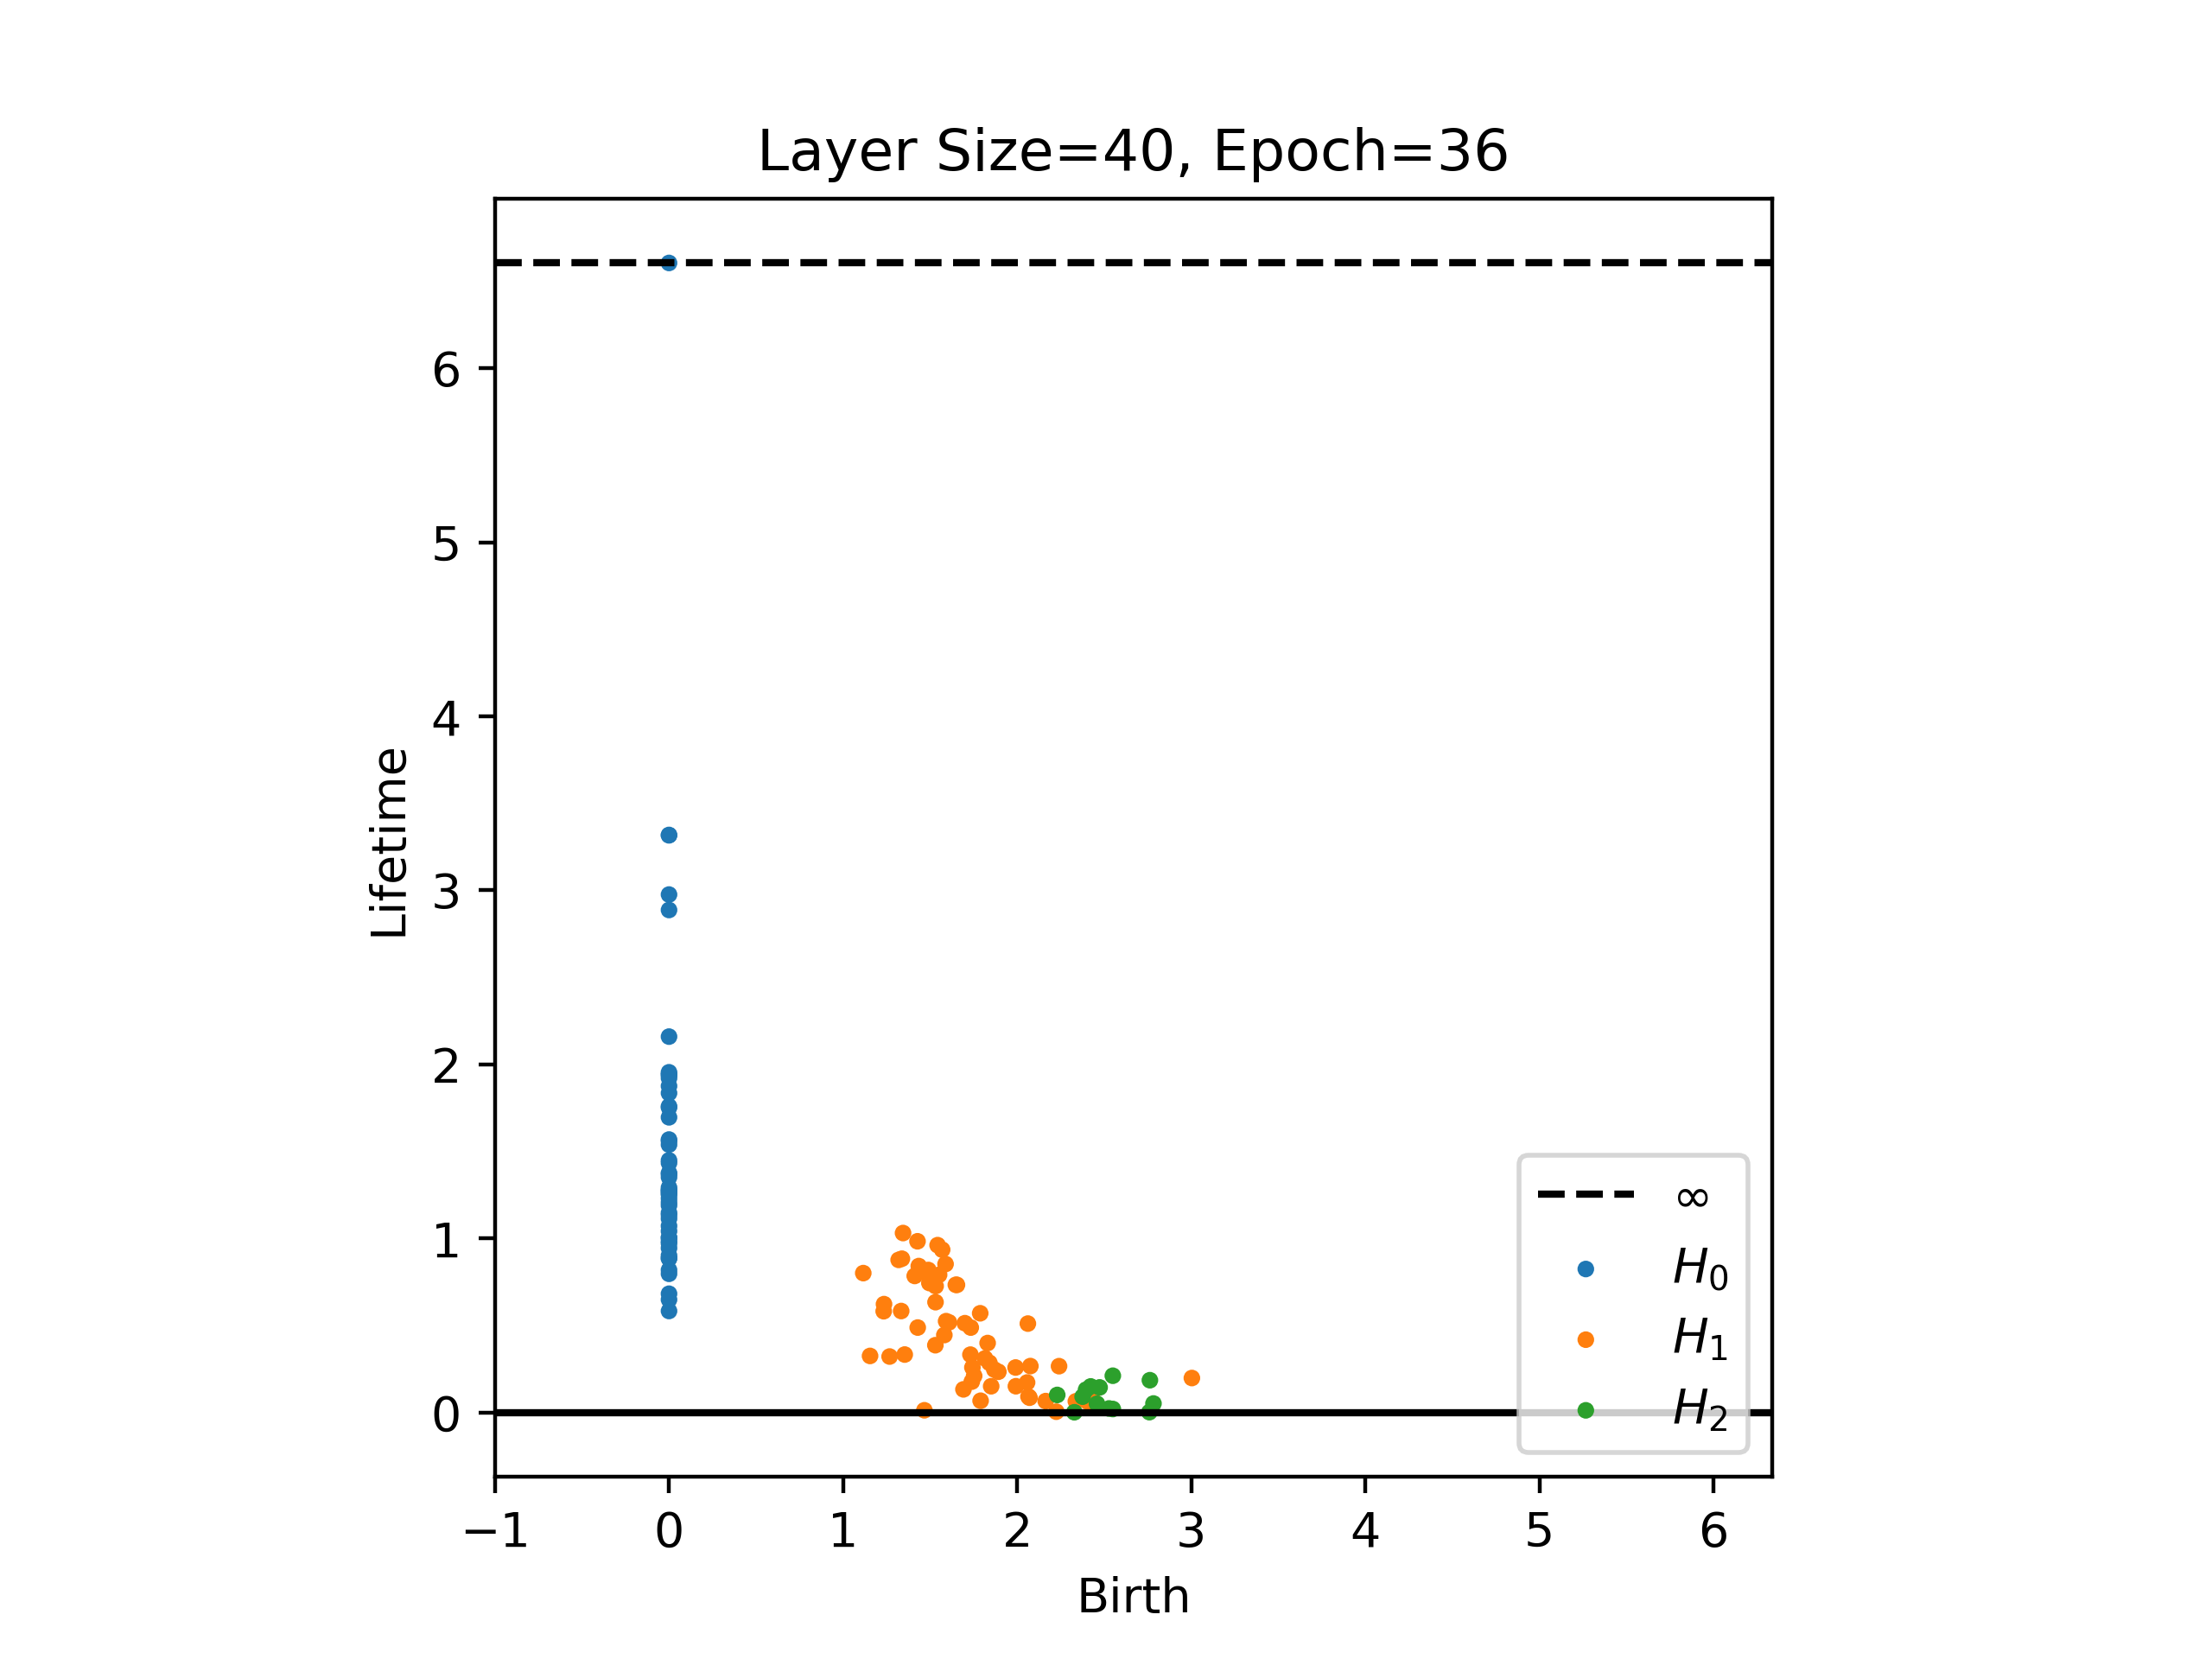 Layer Size=40, Epoch=36
Lifetime
6
5
4
3
2
1
0
−1 0 1 2 3 4 5 6
Birth
∞
H₀
H₁
H₂